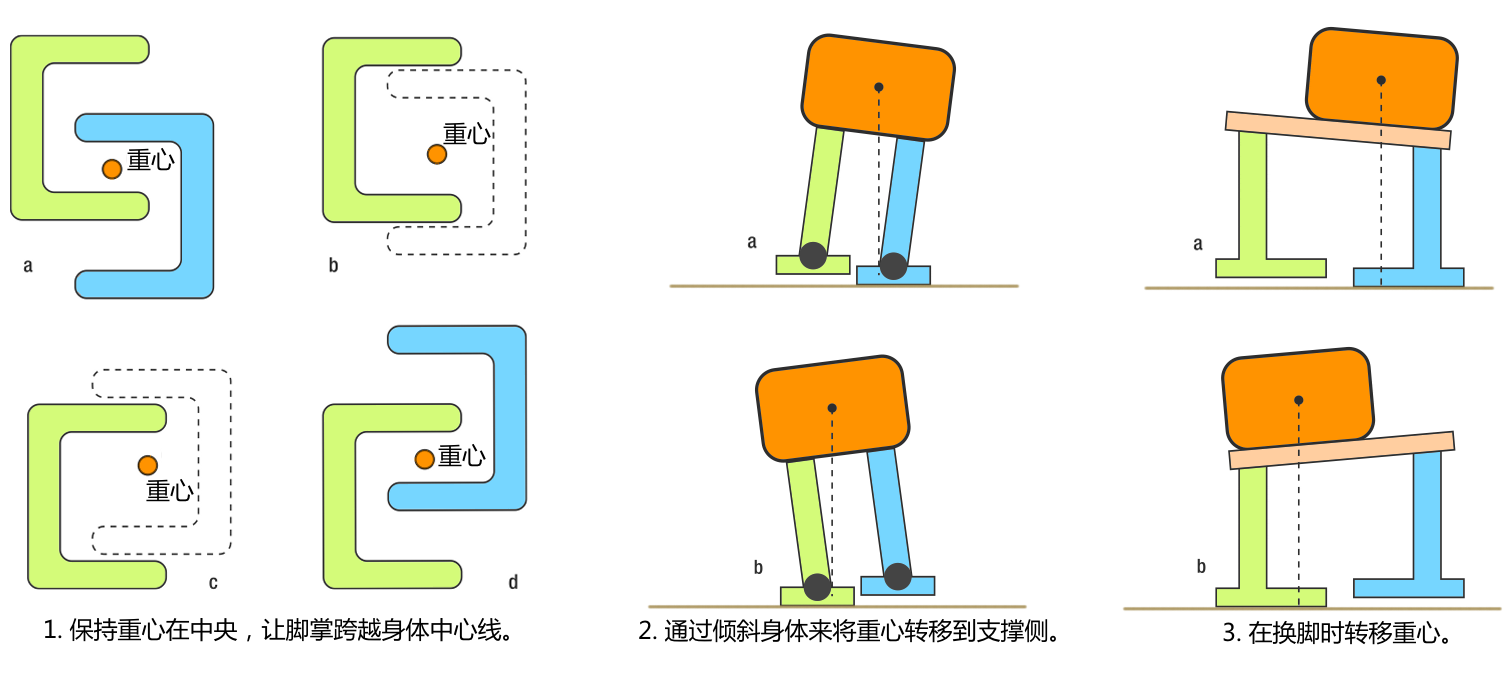 重心
a
重心
b
重心
c
重心
d
1. 保持重心在中央，让脚掌跨越身体中心线。
a
b
2. 通过倾斜身体来将重心转移到支撑侧。
a
b
3. 在换脚时转移重心。